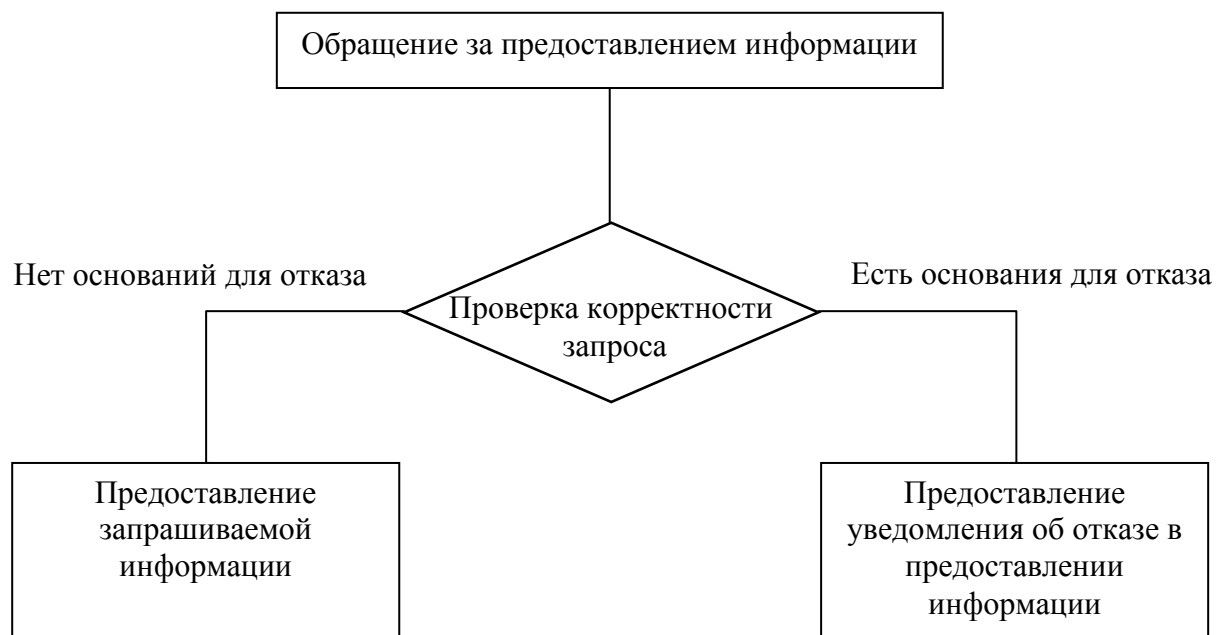 Обращение за предоставлением информации
Нет оснований для отказа
Есть основания для отказа
Проверка корректности
запроса
Предоставление
запрашиваемой
информации
Предоставление
уведомления об отказе в
предоставлении
информации